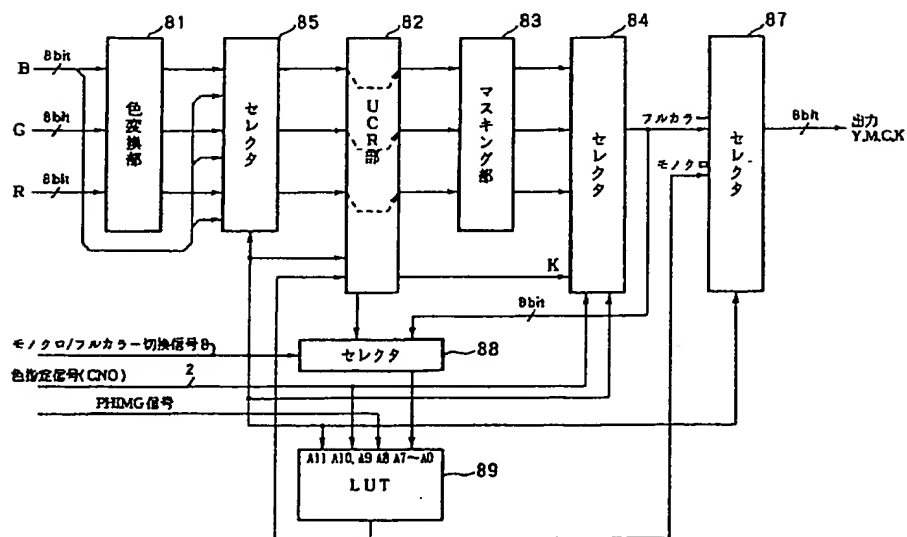 81
85
82
83
84
87
B
8bit
G
8bit
R
8bit
色変換部
セレクタ
UCR部
マスキング部
セレクタ
セレクタ
フルカラー
モノクロ
8bit
出力
Y,M,C,K
K
8bit
モノクロ/フルカラー切換信号
セレクタ
88
色指定信号(CNO)
2
PHIMG信号
A11 A10, A9 A8 A7~A0
LUT
89